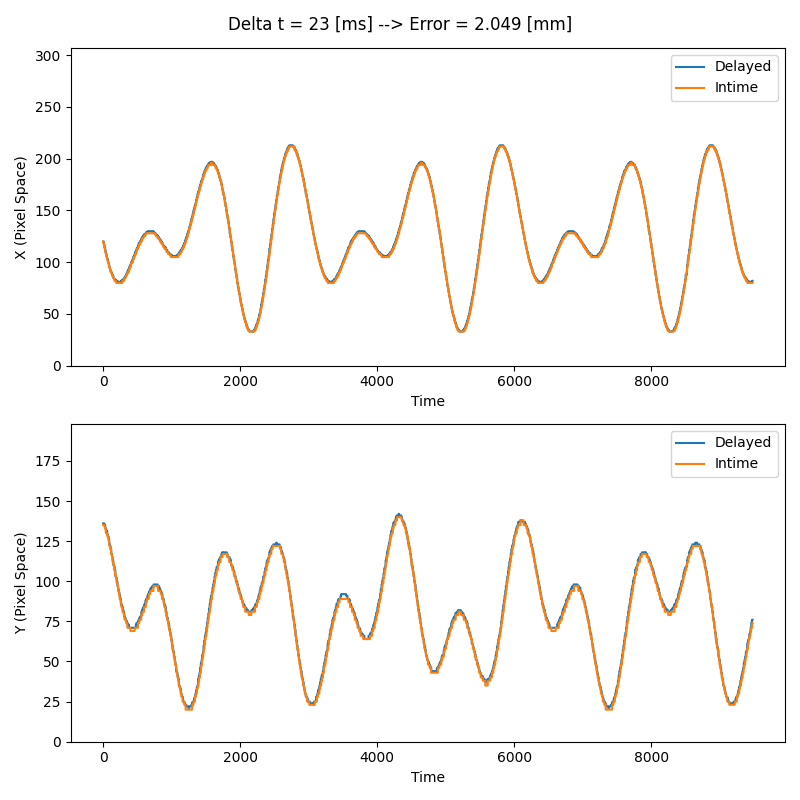 Delta t = 23 [ms] --> Error = 2.049 [mm]
300
250
200
150
100
50
0
X (Pixel Space)
Delayed
Intime
0 2000 4000 6000 8000
Time
175
150
125
100
75
50
25
0
Y (Pixel Space)
Delayed
Intime
0 2000 4000 6000 8000
Time